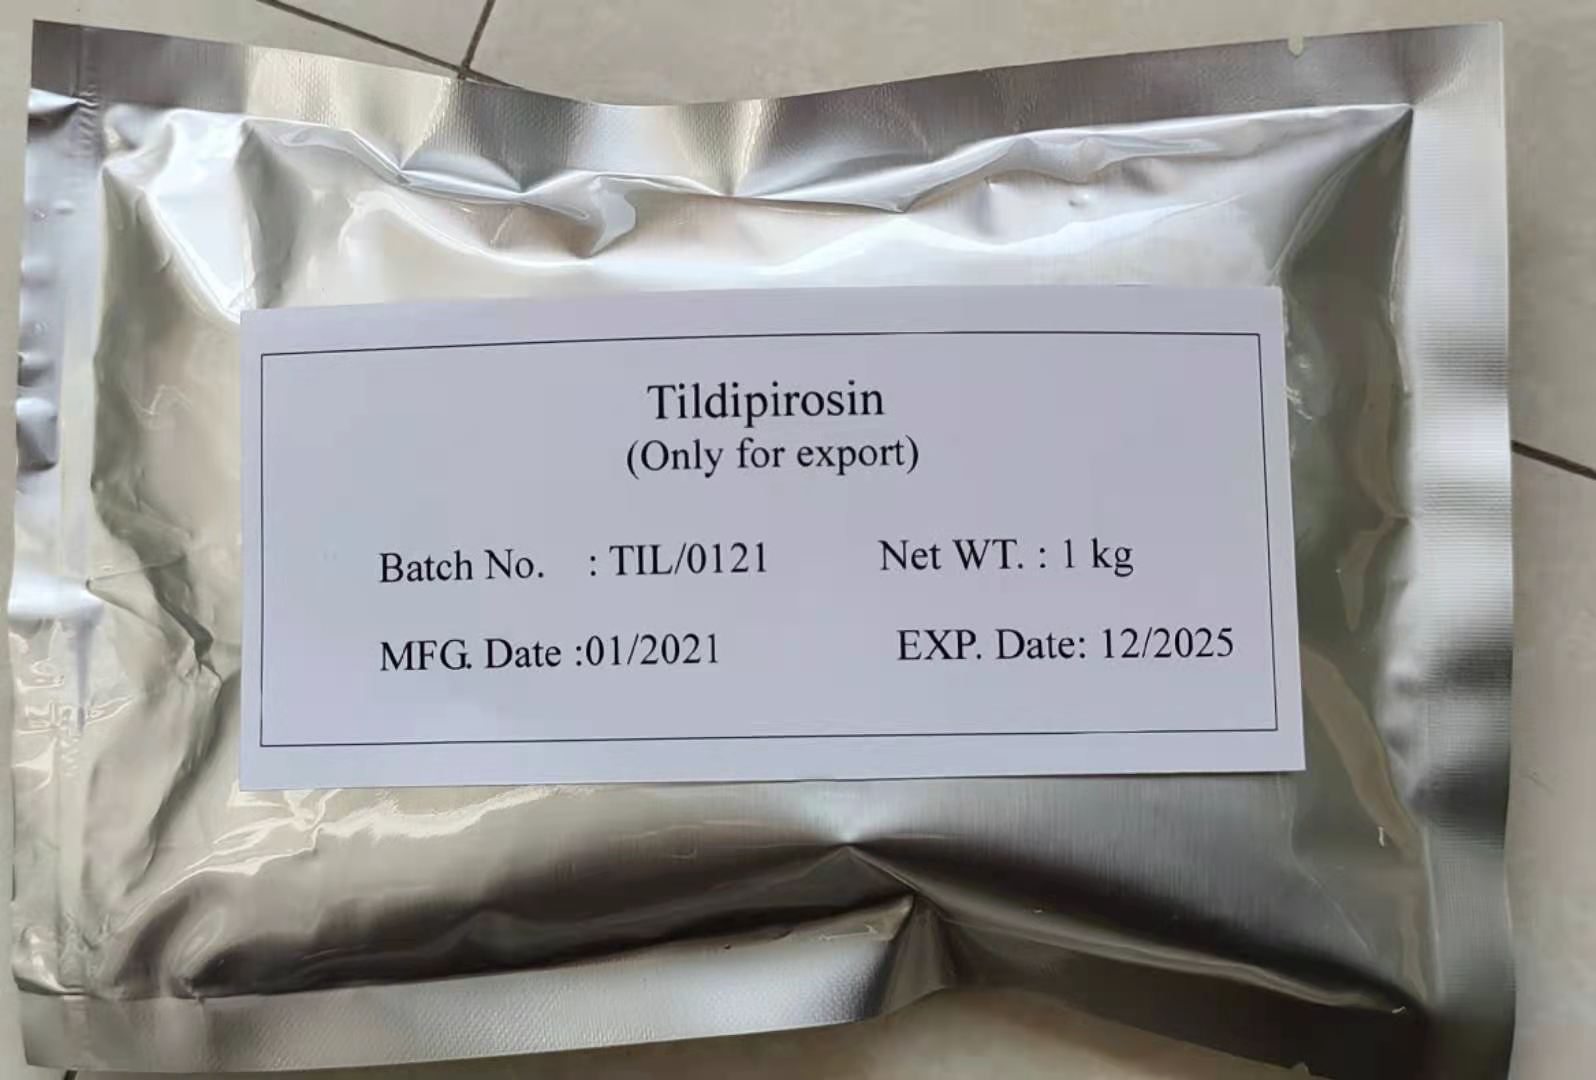 Tildipirosin
(Only for export)
Batch No. : TIL/0121 Net WT. : 1 kg
MFG. Date :01/2021 EXP. Date: 12/2025